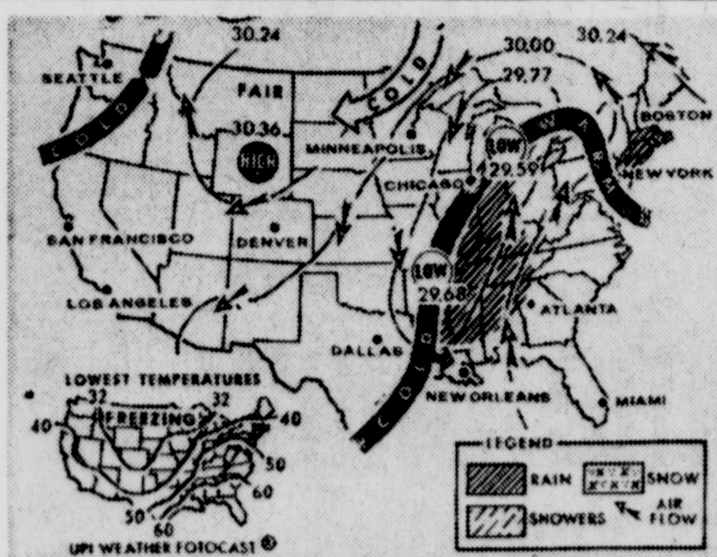 30.24
30.00
30.24
29.77
SEATTLE
FAIR
COLD
COLD
BOSTON
30.36
HIGH
MINNEAPOLIS
LOW
29.59
WARM
NEW YORK
CHICAGO
SAN FRANCISCO
DENVER
LOW
29.68
LOS ANGELES
ATLANTA
DALLAS
COLD
NEW ORLEANS
MIAMI
LOWEST TEMPERATURES
32
32
FREEZING
40
40
50
60
50
60
UPI WEATHER FOTOCAST ®
LEGEND
RAIN
SNOW
SHOWERS
AIR
FLOW